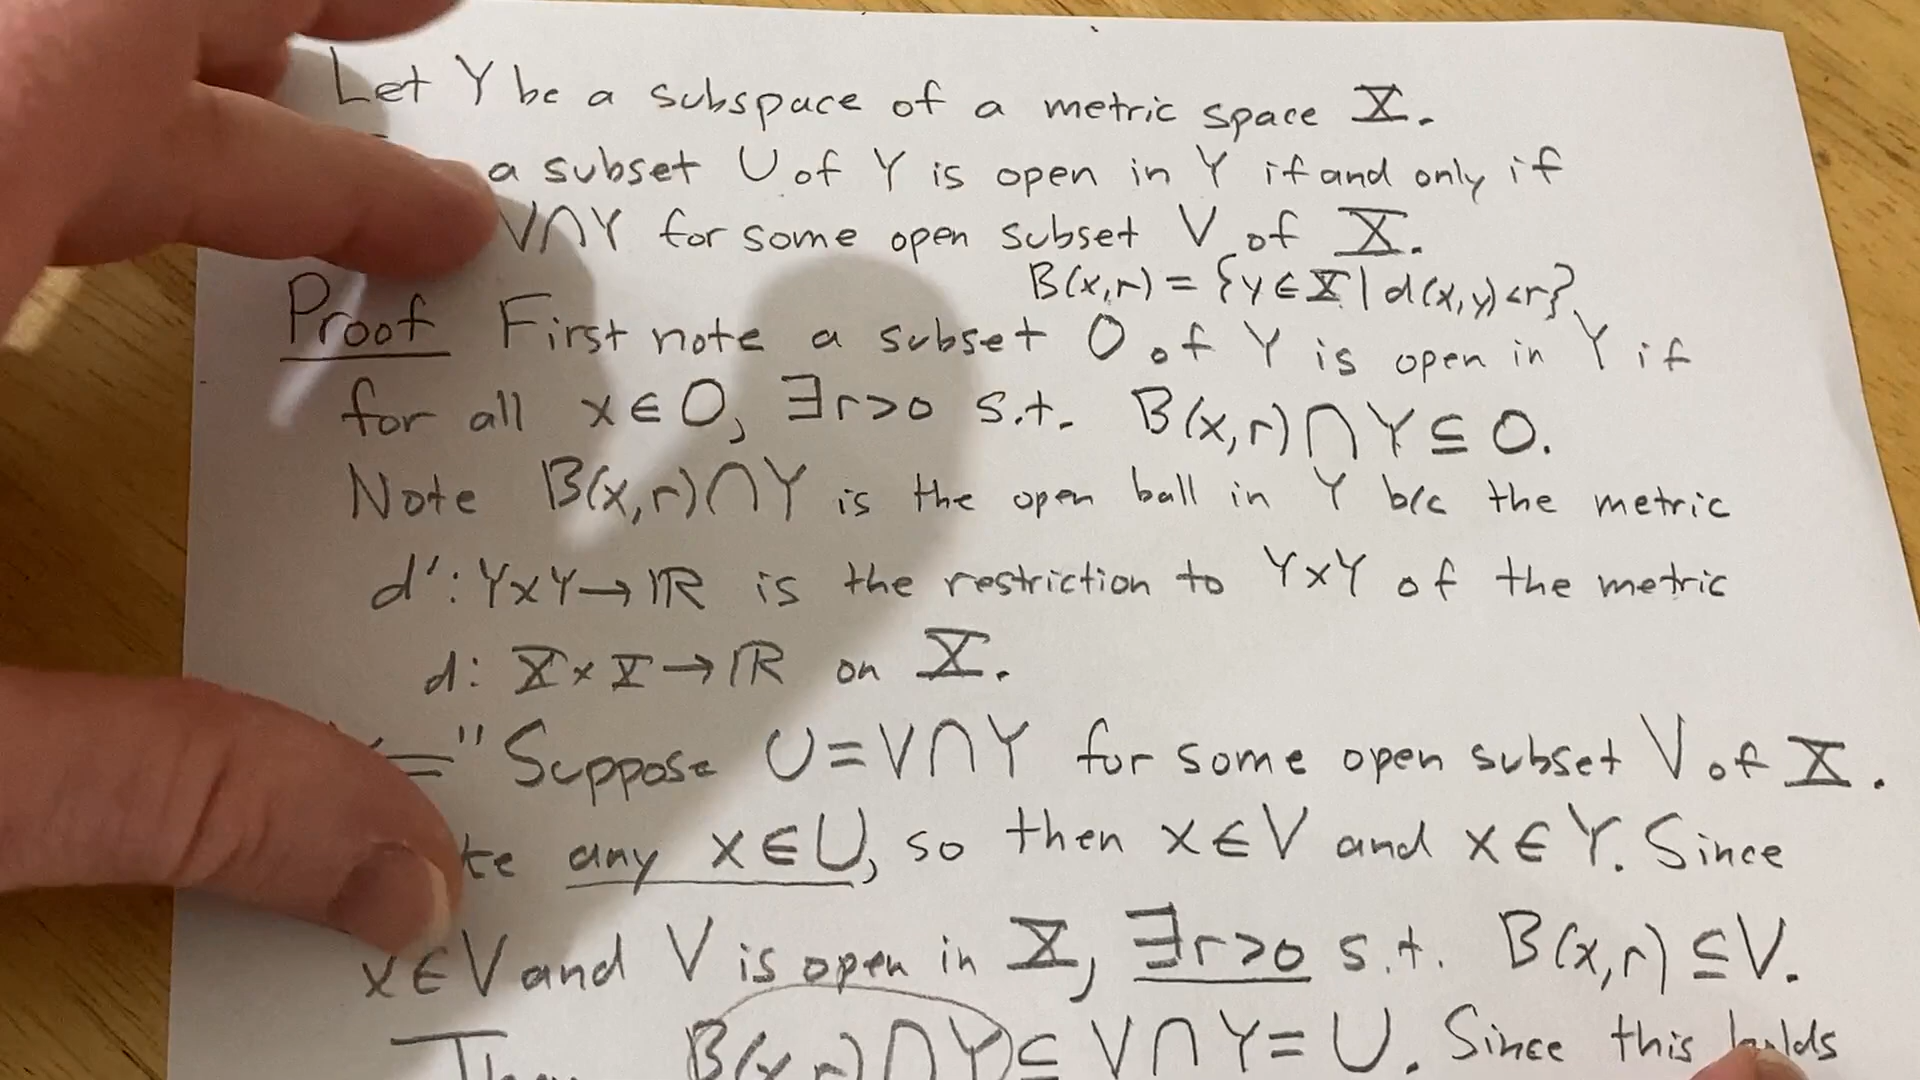 Let Y be a subspace of a metric space X.
a subset U of Y is open in Y if and only if
V∩Y for some open subset V of X.
B(x,r) = {y∈X | d(x,y)<r}.
Proof First note a subset O of Y is open in Y if
for all x∈O, ∃r>0 s.t. B(x,r)∩Y⊆O.
Note B(x,r)∩Y is the open ball in Y b/c the metric
d': Y×Y→ℝ is the restriction to Y×Y of the metric
d: X×X→ℝ on X.
" Suppose U=V∩Y for some open subset V of X.
any x∈U, so then x∈V and x∈Y. Since
x∈V and V is open in X, ∃r>0 s.t. B(x,r)⊆V.
B(x,r)∩Y⊆V∩Y=U. Since this holds